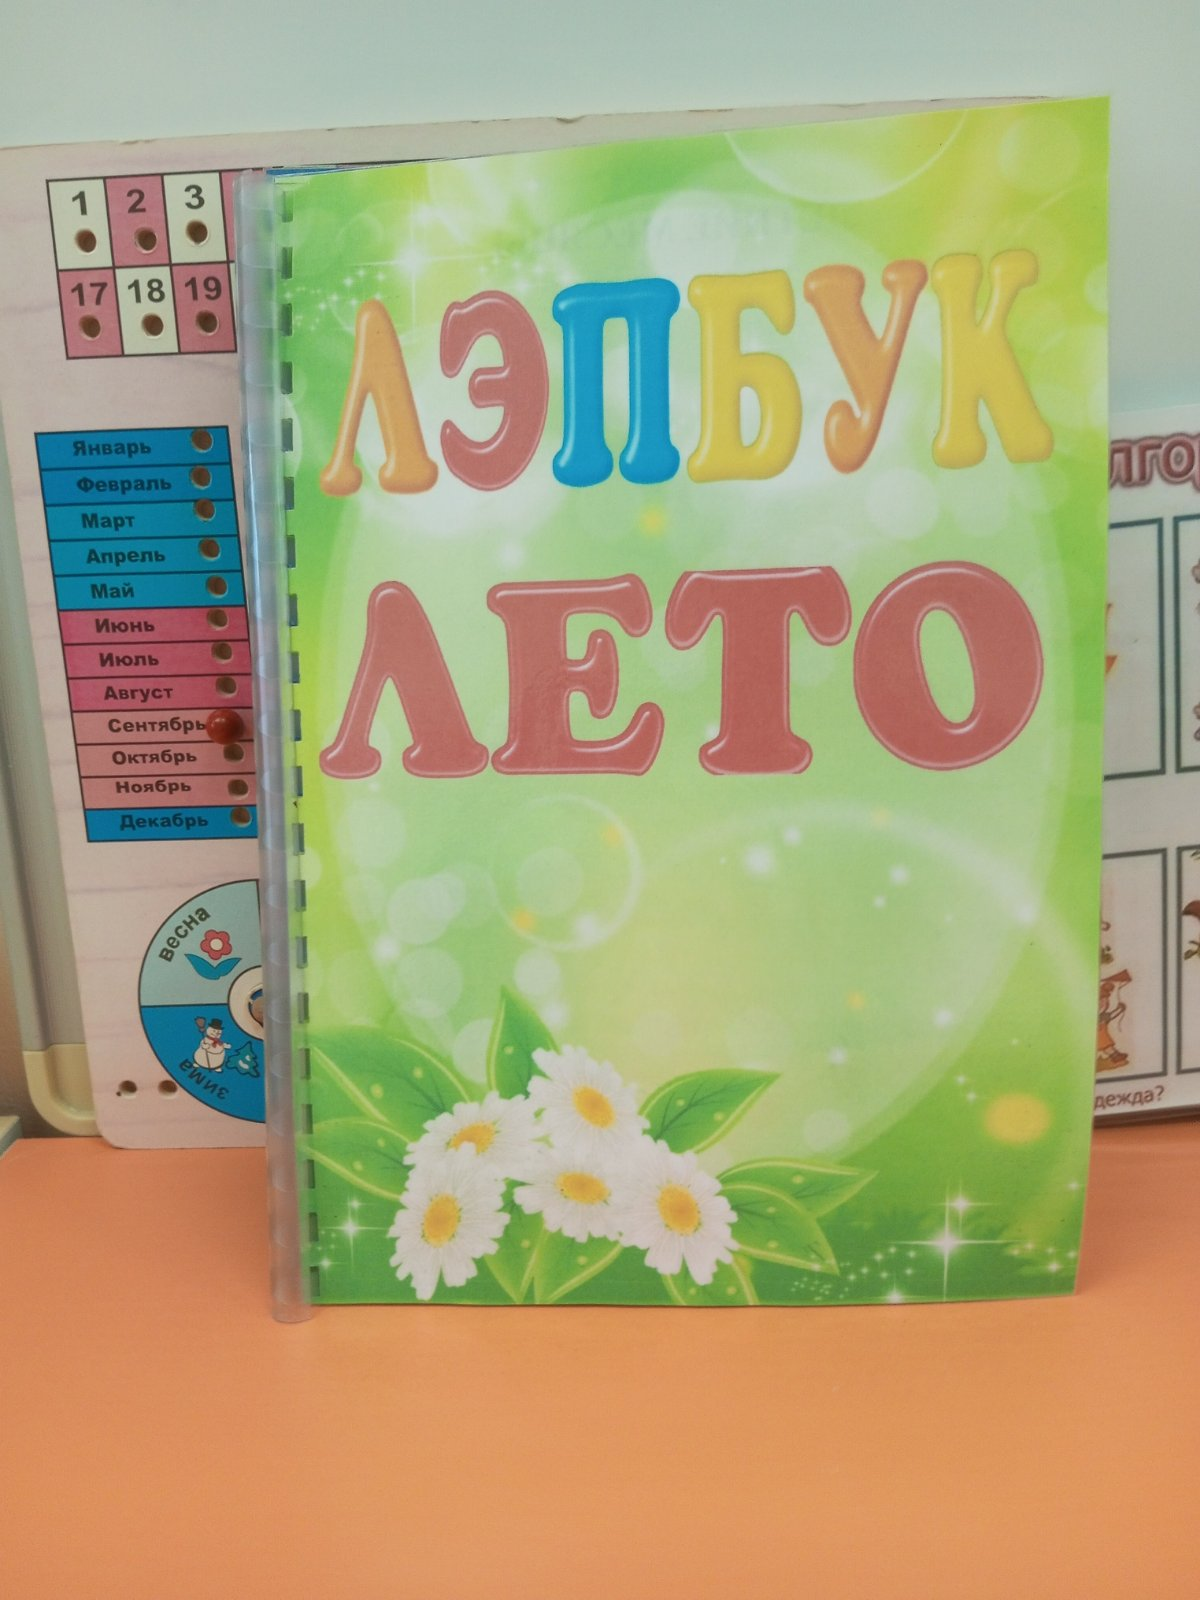 1 2 3
17 18 19
Январь
Февраль
Март
Апрель
Май
Июнь
Июль
Август
Сентябрь
Октябрь
Ноябрь
Декабрь
весна
зима
ЛЭПБУК
ЛЕТО